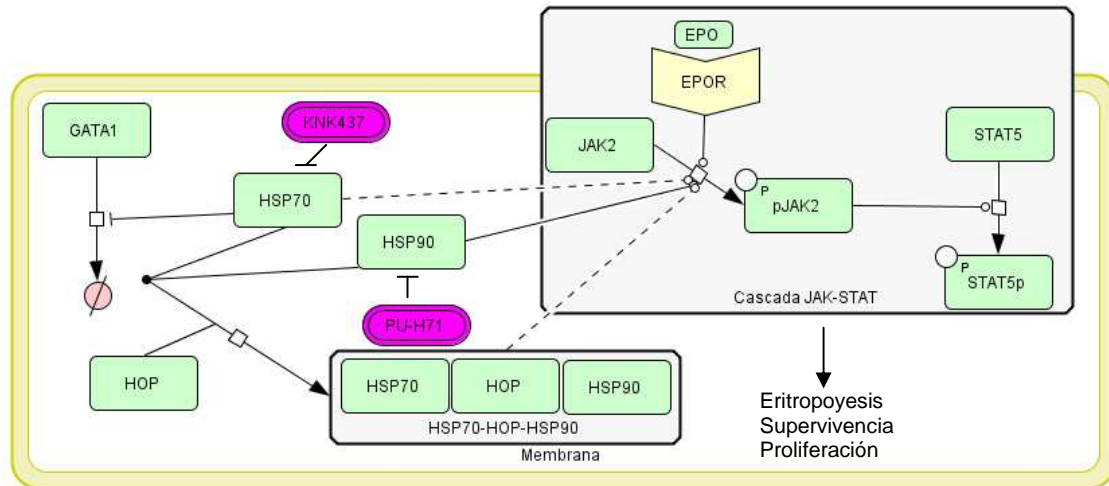 EPO
EPOR
GATA1
KNK437
JAK2
STAT5
HSP70
P
pJAK2
HSP90
P
STAT5p
Cascada JAK-STAT
PU-H71
HOP
HSP70
HOP
HSP90
HSP70-HOP-HSP90
Membrana
Eritropoyesis
Supervivencia
Proliferación